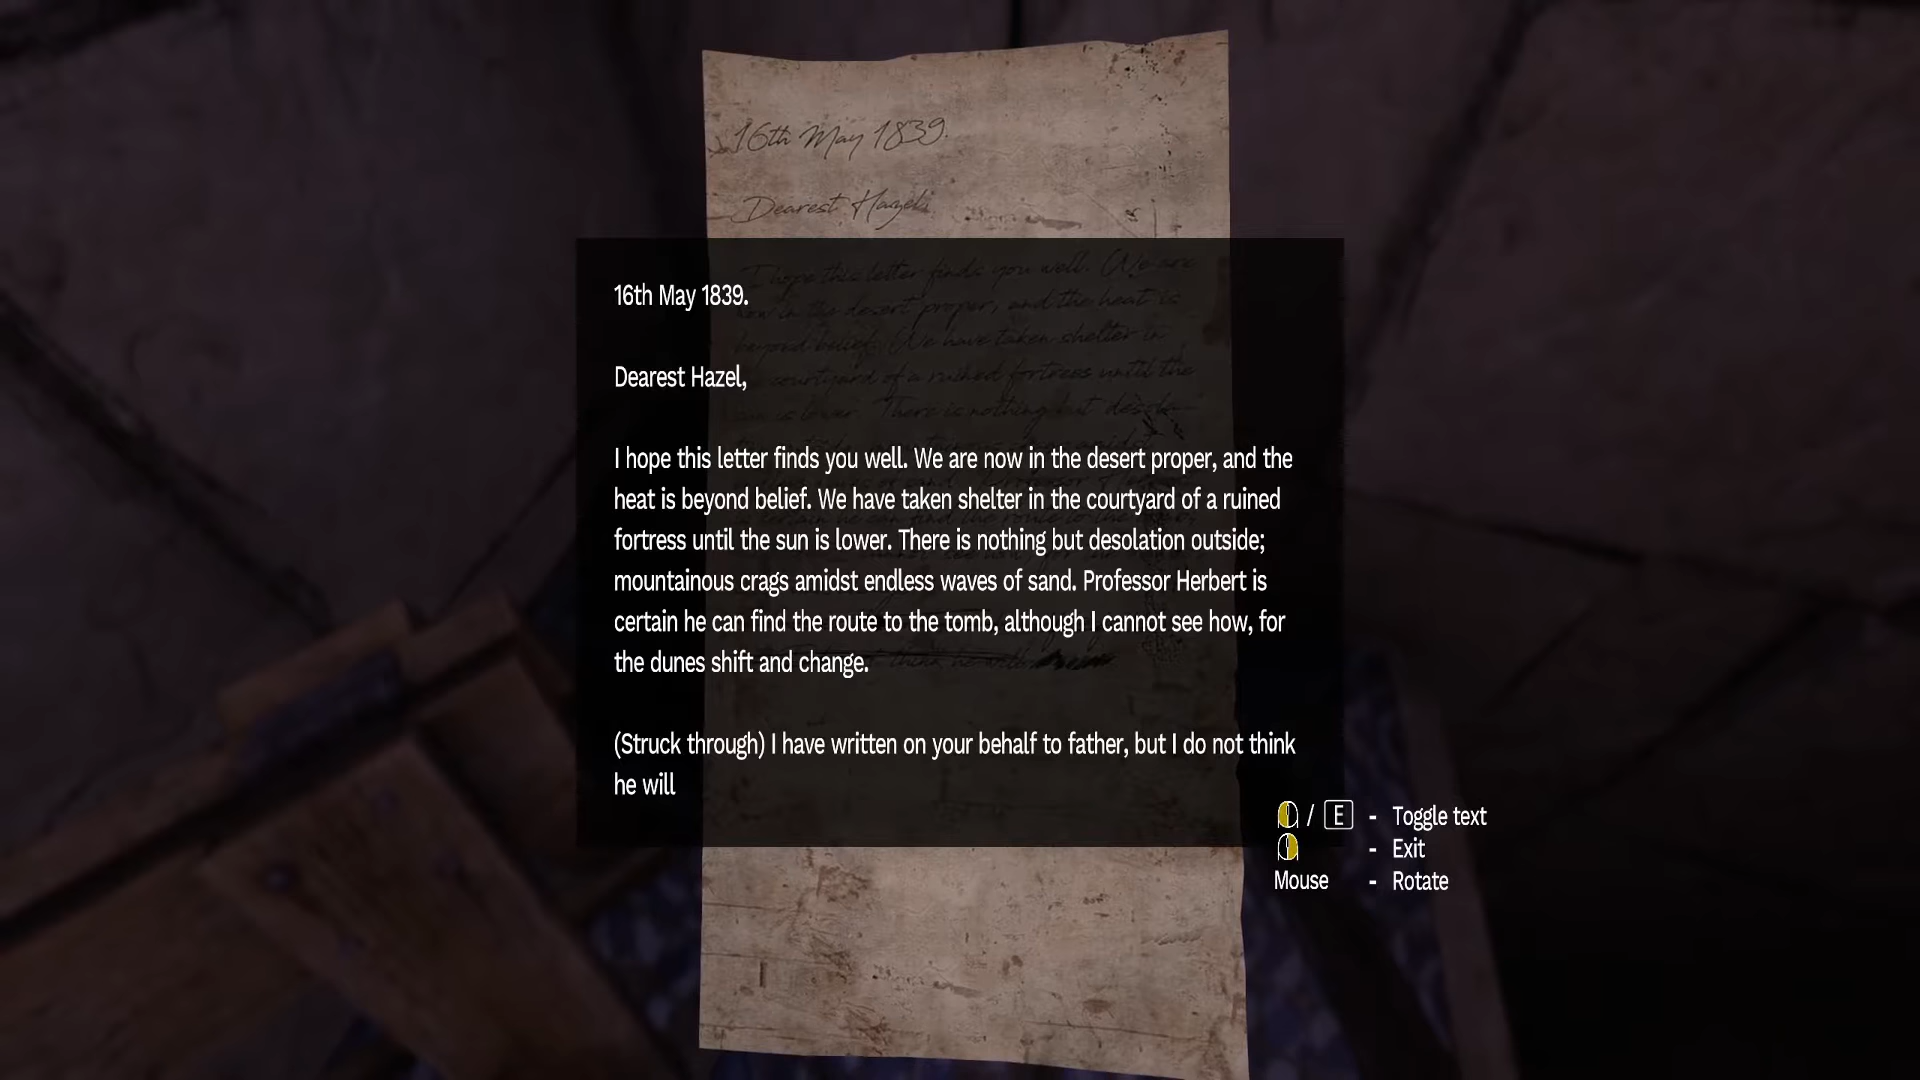 16th May 1839.
Dearest Hazel,
16th May 1839.
Dearest Hazel,
I hope this letter finds you well. We are now in the desert proper, and the
heat is beyond belief. We have taken shelter in the courtyard of a ruined
fortress until the sun is lower. There is nothing but desolation outside;
mountainous crags amidst endless waves of sand. Professor Herbert is
certain he can find the route to the tomb, although I cannot see how, for
the dunes shift and change.
(Struck through) I have written on your behalf to father, but I do not think
he will
E - Toggle text
- Exit
Mouse - Rotate